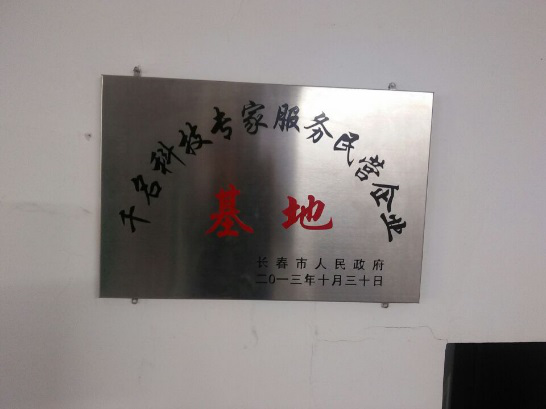 千名科技专家服务民营企业
基地
长春市人民政府
二0一三年十月三十日